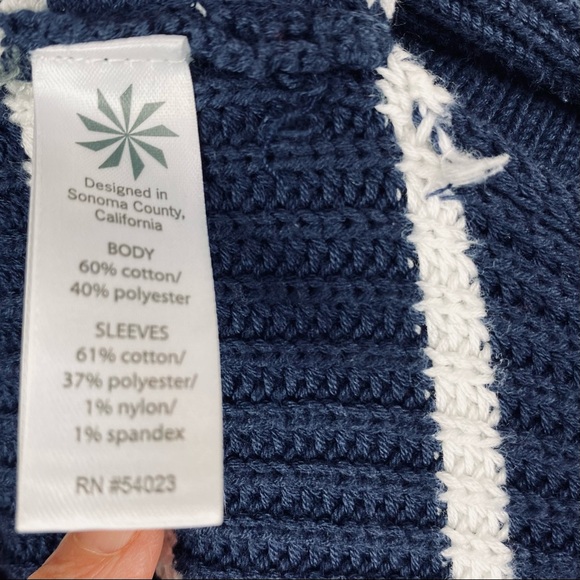 Designed in
Sonoma County,
California
BODY
60% cotton/
40% polyester
SLEEVES
61% cotton/
37% polyester/
1% nylon/
1% spandex
RN #54023